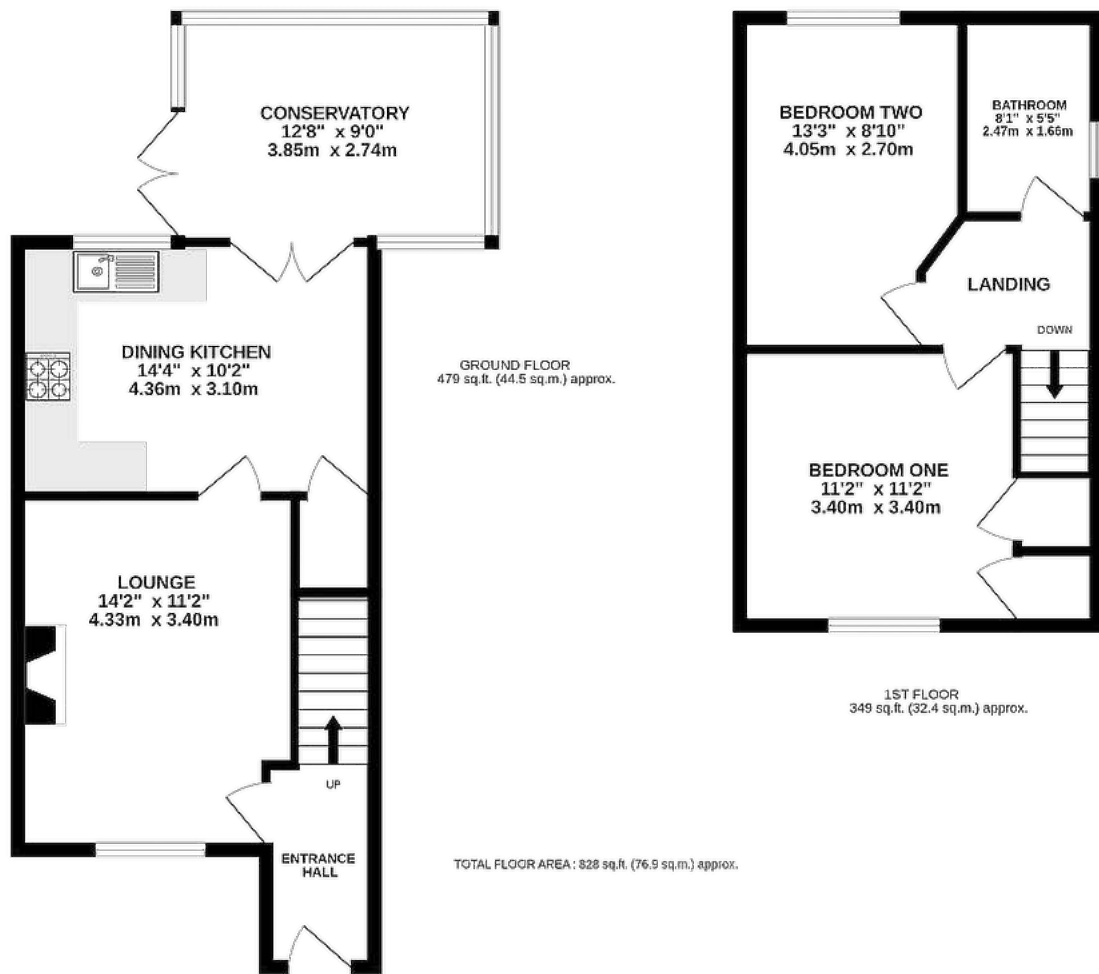 CONSERVATORY
12'8" x 9'0"
3.85m x 2.74m
DINING KITCHEN
14'4" x 10'2"
4.36m x 3.10m
LOUNGE
14'2" x 11'2"
4.33m x 3.40m
UP
ENTRANCE
HALL
GROUND FLOOR
479 sq.ft. (44.5 sq.m.) approx.
BEDROOM TWO
13'3" x 8'10"
4.05m x 2.70m
BATHROOM
8'1" x 5'5"
2.47m x 1.66m
LANDING
DOWN
BEDROOM ONE
11'2" x 11'2"
3.40m x 3.40m
1ST FLOOR
349 sq.ft. (32.4 sq.m.) approx.
TOTAL FLOOR AREA : 828 sq.ft. (76.9 sq.m.) approx.